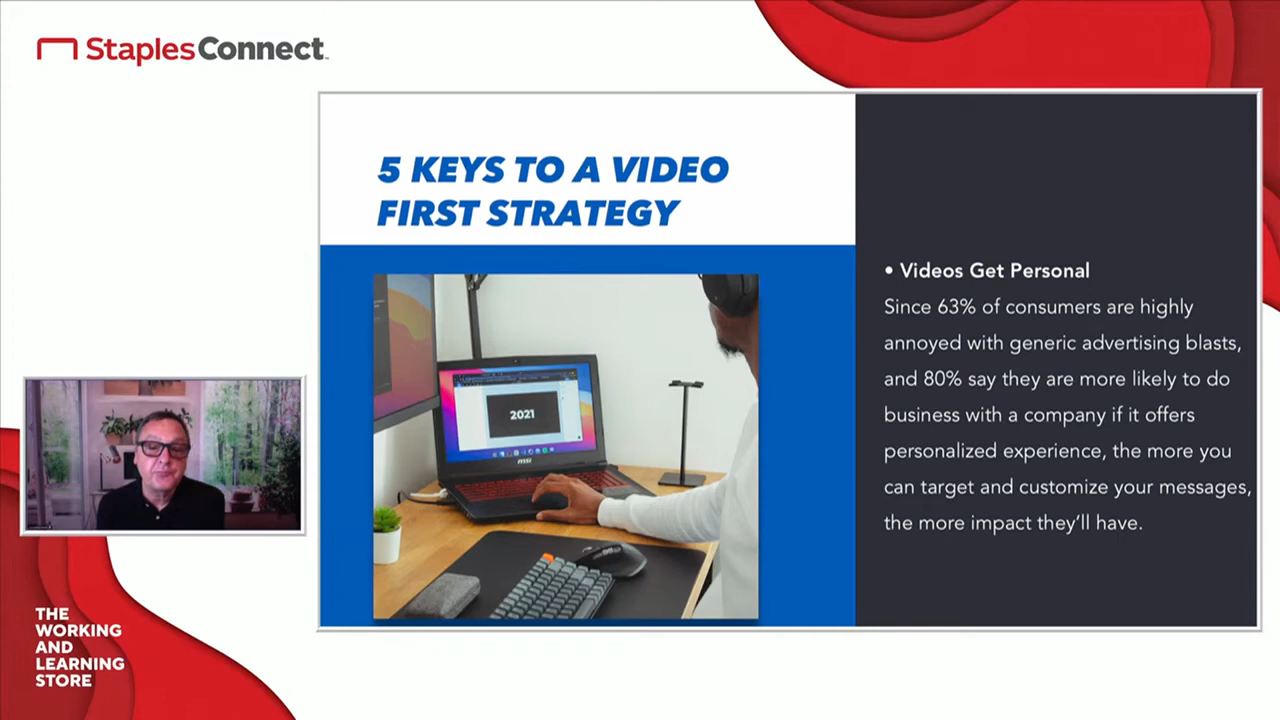 StaplesConnect™
5 KEYS TO A VIDEO
FIRST STRATEGY
• Videos Get Personal
Since 63% of consumers are highly
annoyed with generic advertising blasts,
and 80% say they are more likely to do
business with a company if it offers
personalized experience, the more you
can target and customize your messages,
the more impact they’ll have.
2021
msi
THE
WORKING
AND
LEARNING
STORE